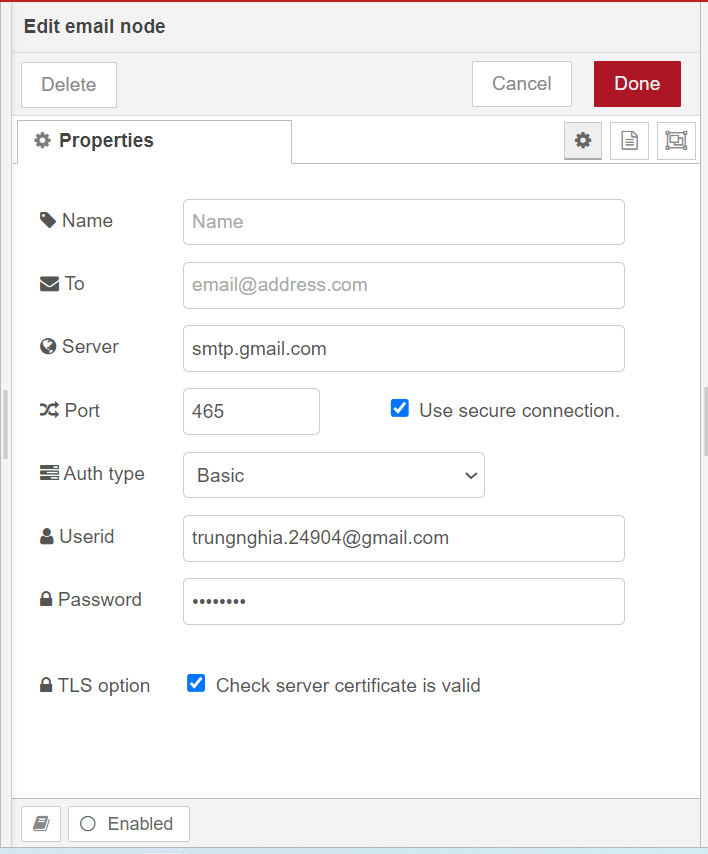 Edit email node
Delete
Cancel
Done
Properties
Name
Name
To
email@address.com
Server
smtp.gmail.com
Port
465
Use secure connection.
Auth type
Basic
Userid
trungnghia.24904@gmail.com
Password
••••••••
TLS option
Check server certificate is valid
Enabled